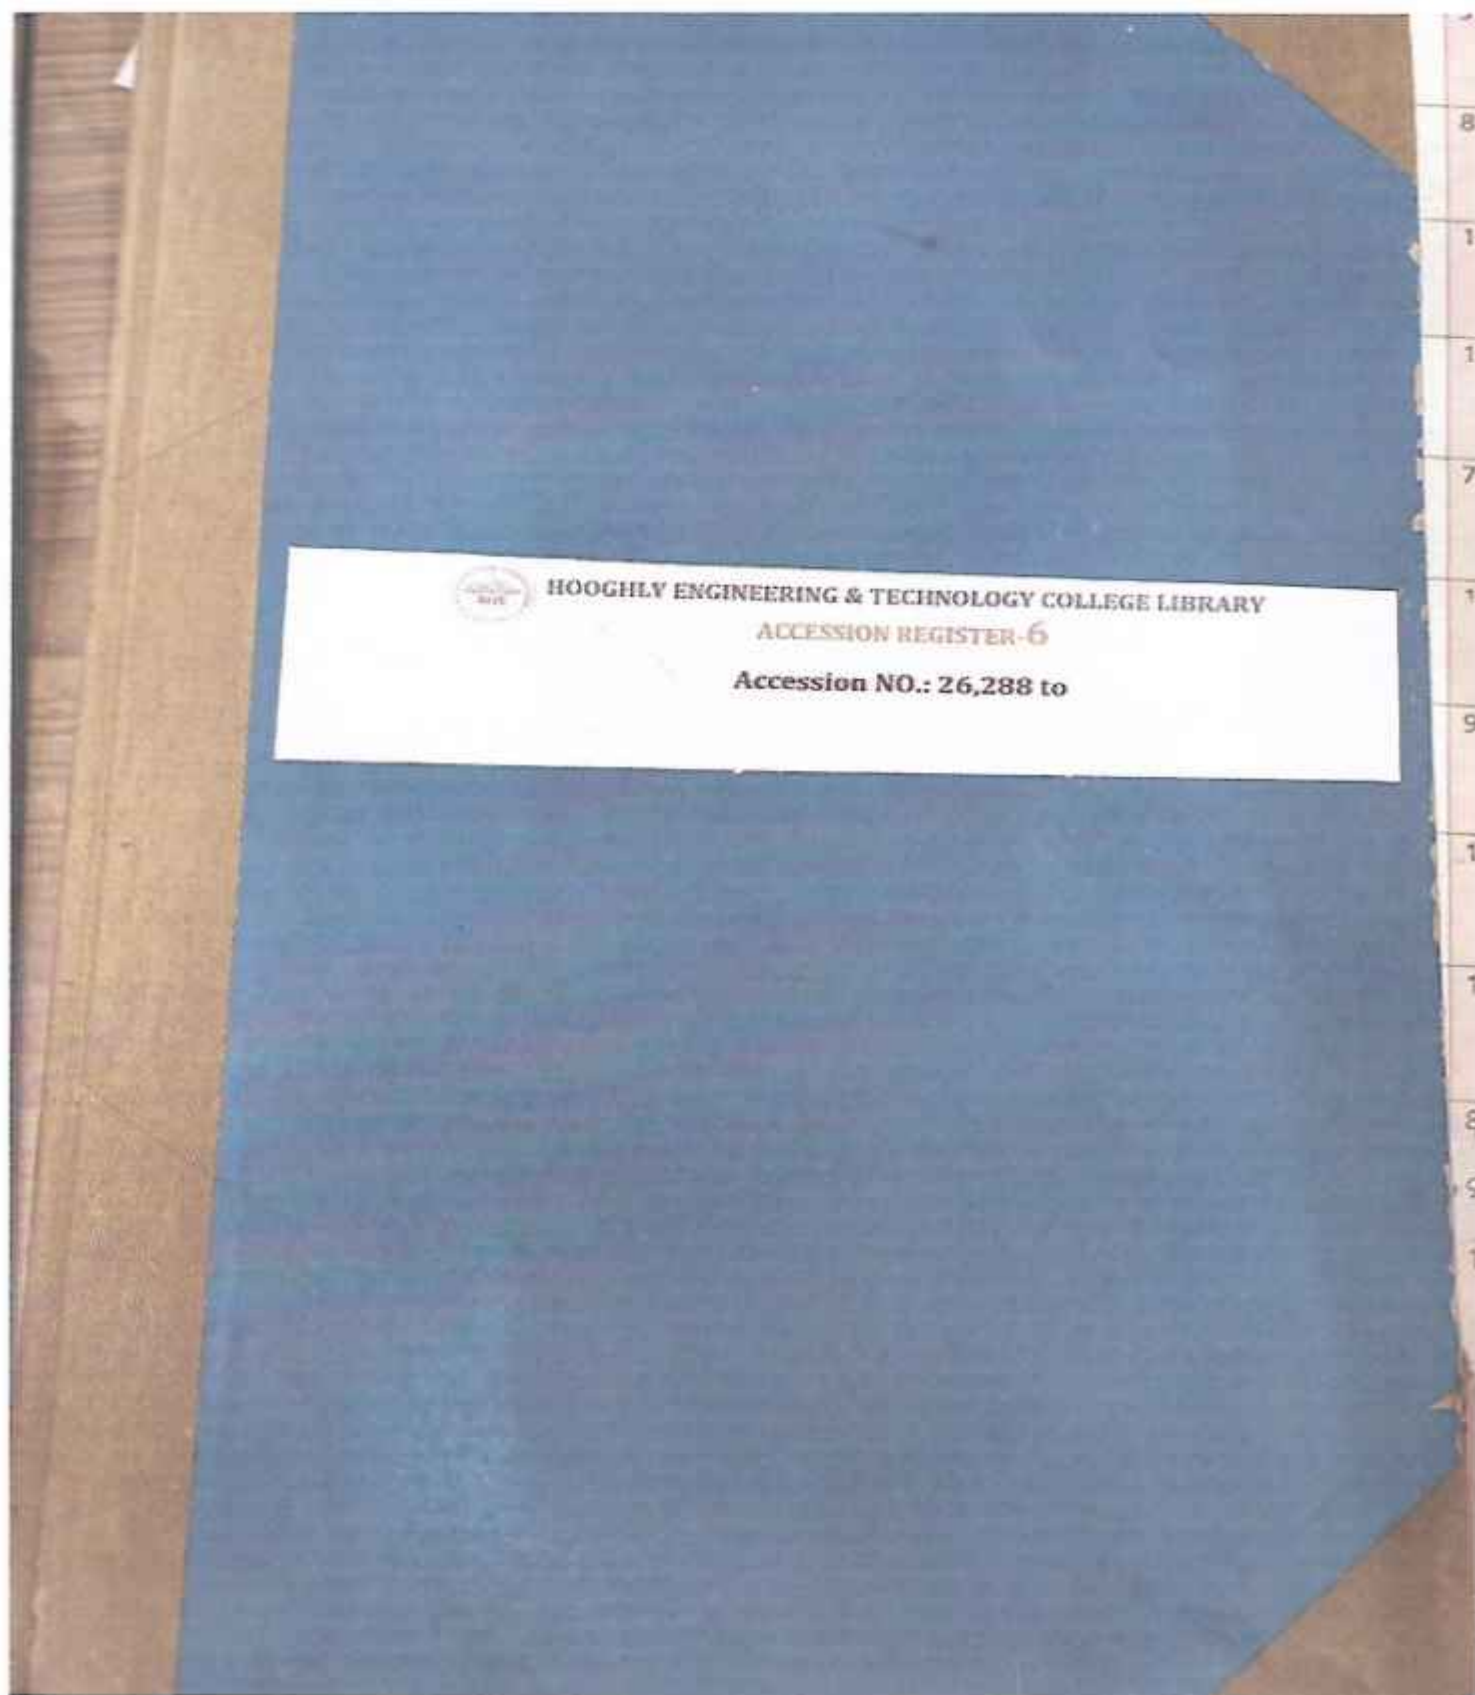 HOOGHLY ENGINEERING & TECHNOLOGY COLLEGE LIBRARY
ACCESSION REGISTER-6
Accession NO.: 26,288 to